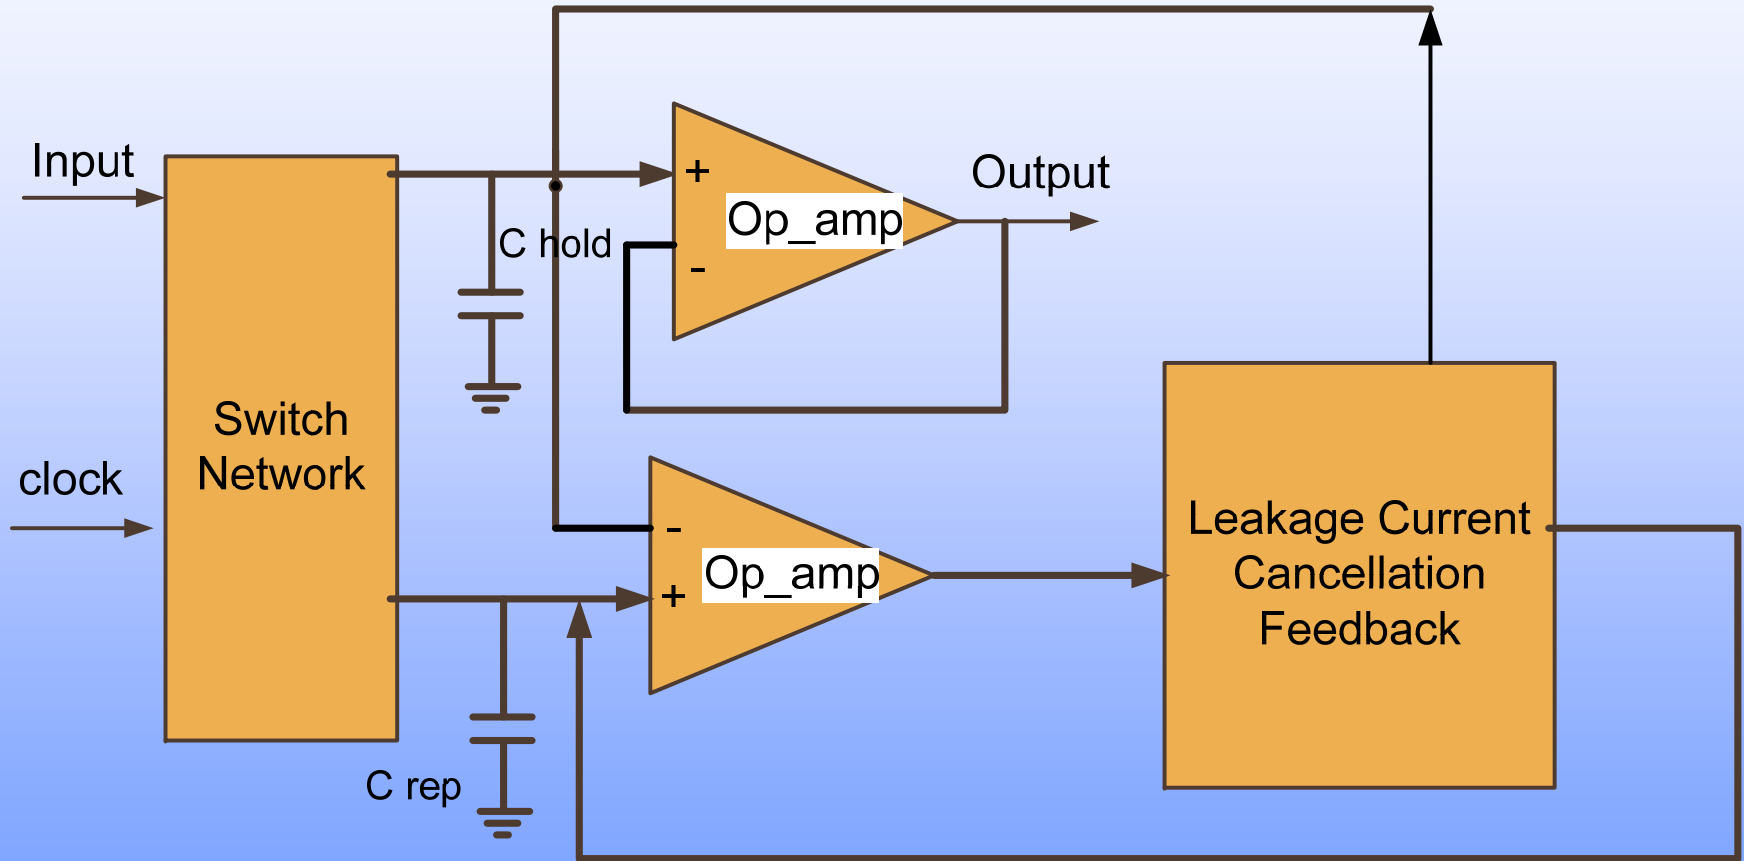 Input
Output
+
Op_amp
C hold
-
Switch
Network
clock
-
Op_amp
+
Leakage Current
Cancellation
Feedback
C rep